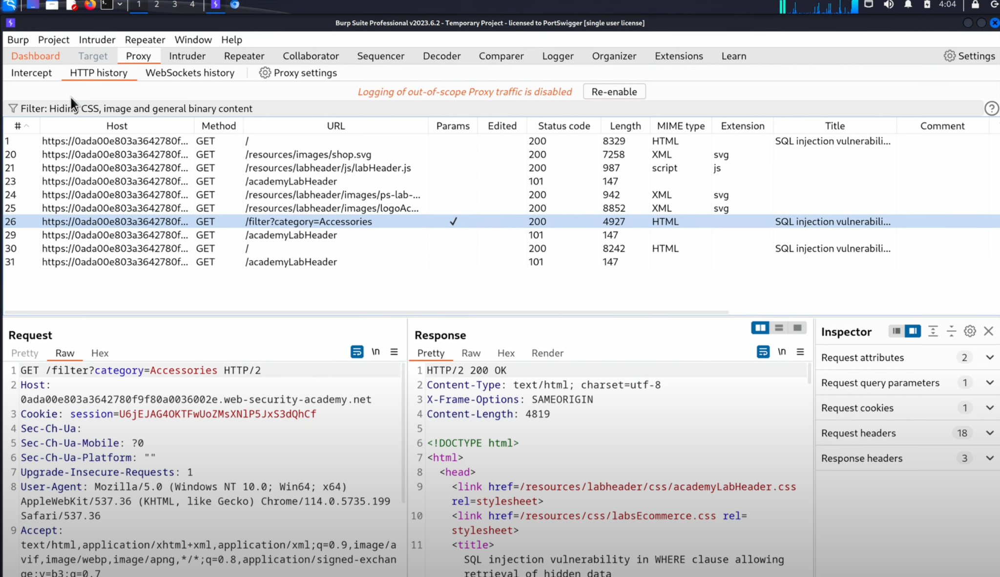 1 2 3 4 4:04
Burp Suite Professional v2023.6.2 - Temporary Project - licensed to PortSwigger [single user license]
Burp Project Intruder Repeater Window Help
Dashboard Target Proxy Intruder Repeater Collaborator Sequencer Decoder Comparer Logger Organizer Extensions Learn Settings
Intercept HTTP history WebSockets history Proxy settings
Logging of out-of-scope Proxy traffic is disabled Re-enable
Filter: Hiding CSS, image and general binary content ?
# Host Method URL Params Edited Status code Length MIME type Extension Title Comment
1 https://0ada00e803a3642780f... GET / 200 8329 HTML SQL injection vulnerabili...
20 https://0ada00e803a3642780f... GET /resources/images/shop.svg 200 7258 XML svg
21 https://0ada00e803a3642780f... GET /resources/labheader/js/labHeader.js 200 987 script js
23 https://0ada00e803a3642780f... GET /academyLabHeader 101 147
24 https://0ada00e803a3642780f... GET /resources/labheader/images/ps-lab-... 200 942 XML svg
25 https://0ada00e803a3642780f... GET /resources/labheader/images/logoAc... 200 8852 XML svg
26 https://0ada00e803a3642780f... GET /filter?category=Accessories ✓ 200 4927 HTML SQL injection vulnerabili...
29 https://0ada00e803a3642780f... GET /academyLabHeader 101 147
30 https://0ada00e803a3642780f... GET / 200 8242 HTML SQL injection vulnerabili...
31 https://0ada00e803a3642780f... GET /academyLabHeader 101 147
Request
Pretty Raw Hex \n
1 GET /filter?category=Accessories HTTP/2
2 Host:
0ada00e803a3642780f9f80a0036002e.web-security-academy.net
3 Cookie: session=U6jEJAG4OKTFwUoZMsXNlP5JxS3dQhCf
4 Sec-Ch-Ua:
5 Sec-Ch-Ua-Mobile: ?0
6 Sec-Ch-Ua-Platform: ""
7 Upgrade-Insecure-Requests: 1
8 User-Agent: Mozilla/5.0 (Windows NT 10.0; Win64; x64)
AppleWebKit/537.36 (KHTML, like Gecko) Chrome/114.0.5735.199
Safari/537.36
9 Accept:
text/html,application/xhtml+xml,application/xml;q=0.9,image/a
vif,image/webp,image/apng,*/*;q=0.8,application/signed-exchan
ge;v=b3;q=0.7
Response
Pretty Raw Hex Render \n
1 HTTP/2 200 OK
2 Content-Type: text/html; charset=utf-8
3 X-Frame-Options: SAMEORIGIN
4 Content-Length: 4819
5
6 <!DOCTYPE html>
7 <html>
8 <head>
9 <link href=/resources/labheader/css/academyLabHeader.css
rel=stylesheet>
10 <link href=/resources/css/labsEcommerce.css rel=
stylesheet>
11 <title>
SQL injection vulnerability in WHERE clause allowing
retrieval of hidden data
Inspector
Request attributes 2
Request query parameters 1
Request cookies 1
Request headers 18
Response headers 3